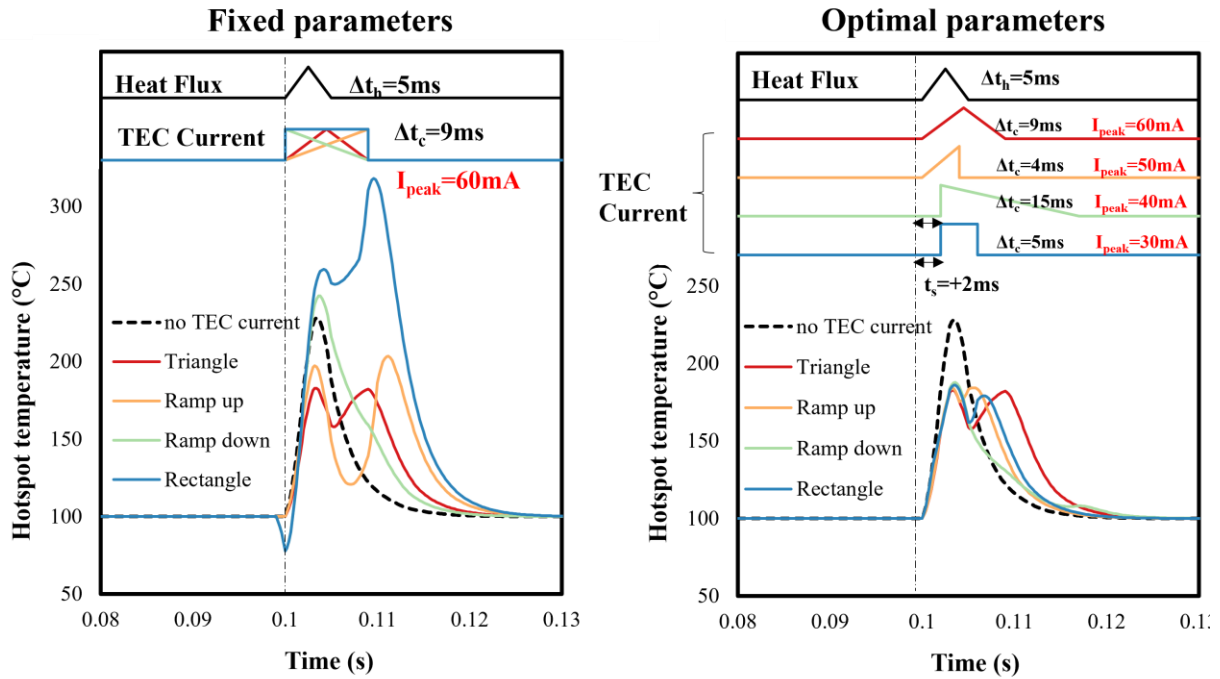 Fixed parameters
Heat Flux
Δt_h=5ms
TEC Current
Δt_c=9ms
I_peak=60mA
Hotspot temperature (°C)
300
250
200
150
100
50
no TEC current
Triangle
Ramp up
Ramp down
Rectangle
0.08 0.09 0.1 0.11 0.12 0.13
Time (s)
Optimal parameters
Heat Flux
Δt_h=5ms
TEC
Current
Δt_c=9ms I_peak=60mA
Δt_c=4ms I_peak=50mA
Δt_c=15ms I_peak=40mA
Δt_c=5ms I_peak=30mA
t_s=+2ms
Hotspot temperature (°C)
250
200
150
100
50
no TEC current
Triangle
Ramp up
Ramp down
Rectangle
0.08 0.09 0.1 0.11 0.12 0.13
Time (s)